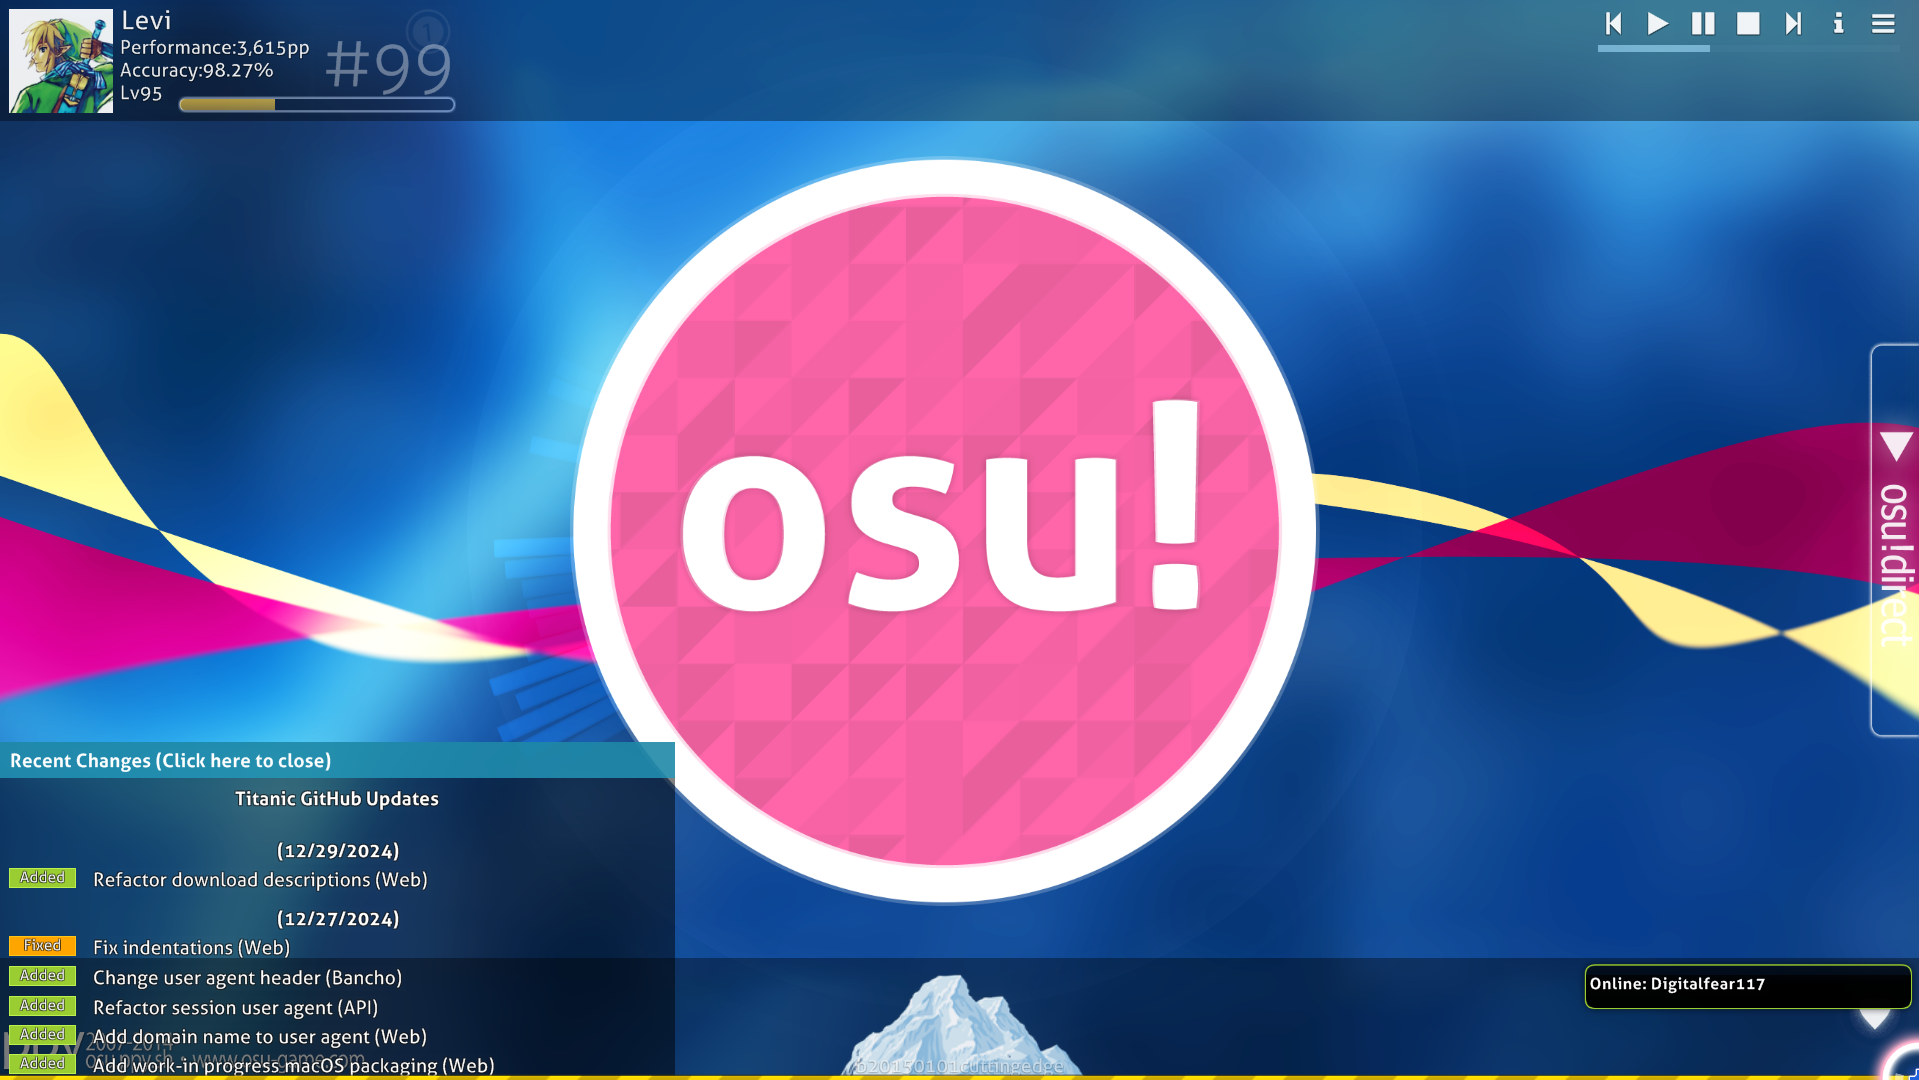 Levi
Performance:3,615pp
Accuracy:98.27%
Lv95
#99
1
osu!
osu!direct
Recent Changes (Click here to close)
Titanic GitHub Updates
(12/29/2024)
Added Refactor download descriptions (Web)
(12/27/2024)
Fixed Fix indentations (Web)
Added Change user agent header (Bancho)
Added Refactor session user agent (API)
Added Add domain name to user agent (Web)
Added Add work-in progress macOS packaging (Web)
ppy 2007-2014
osu.ppy.sh · www.osu-game.com
b20150101cuttingedge
Online: Digitalfear117